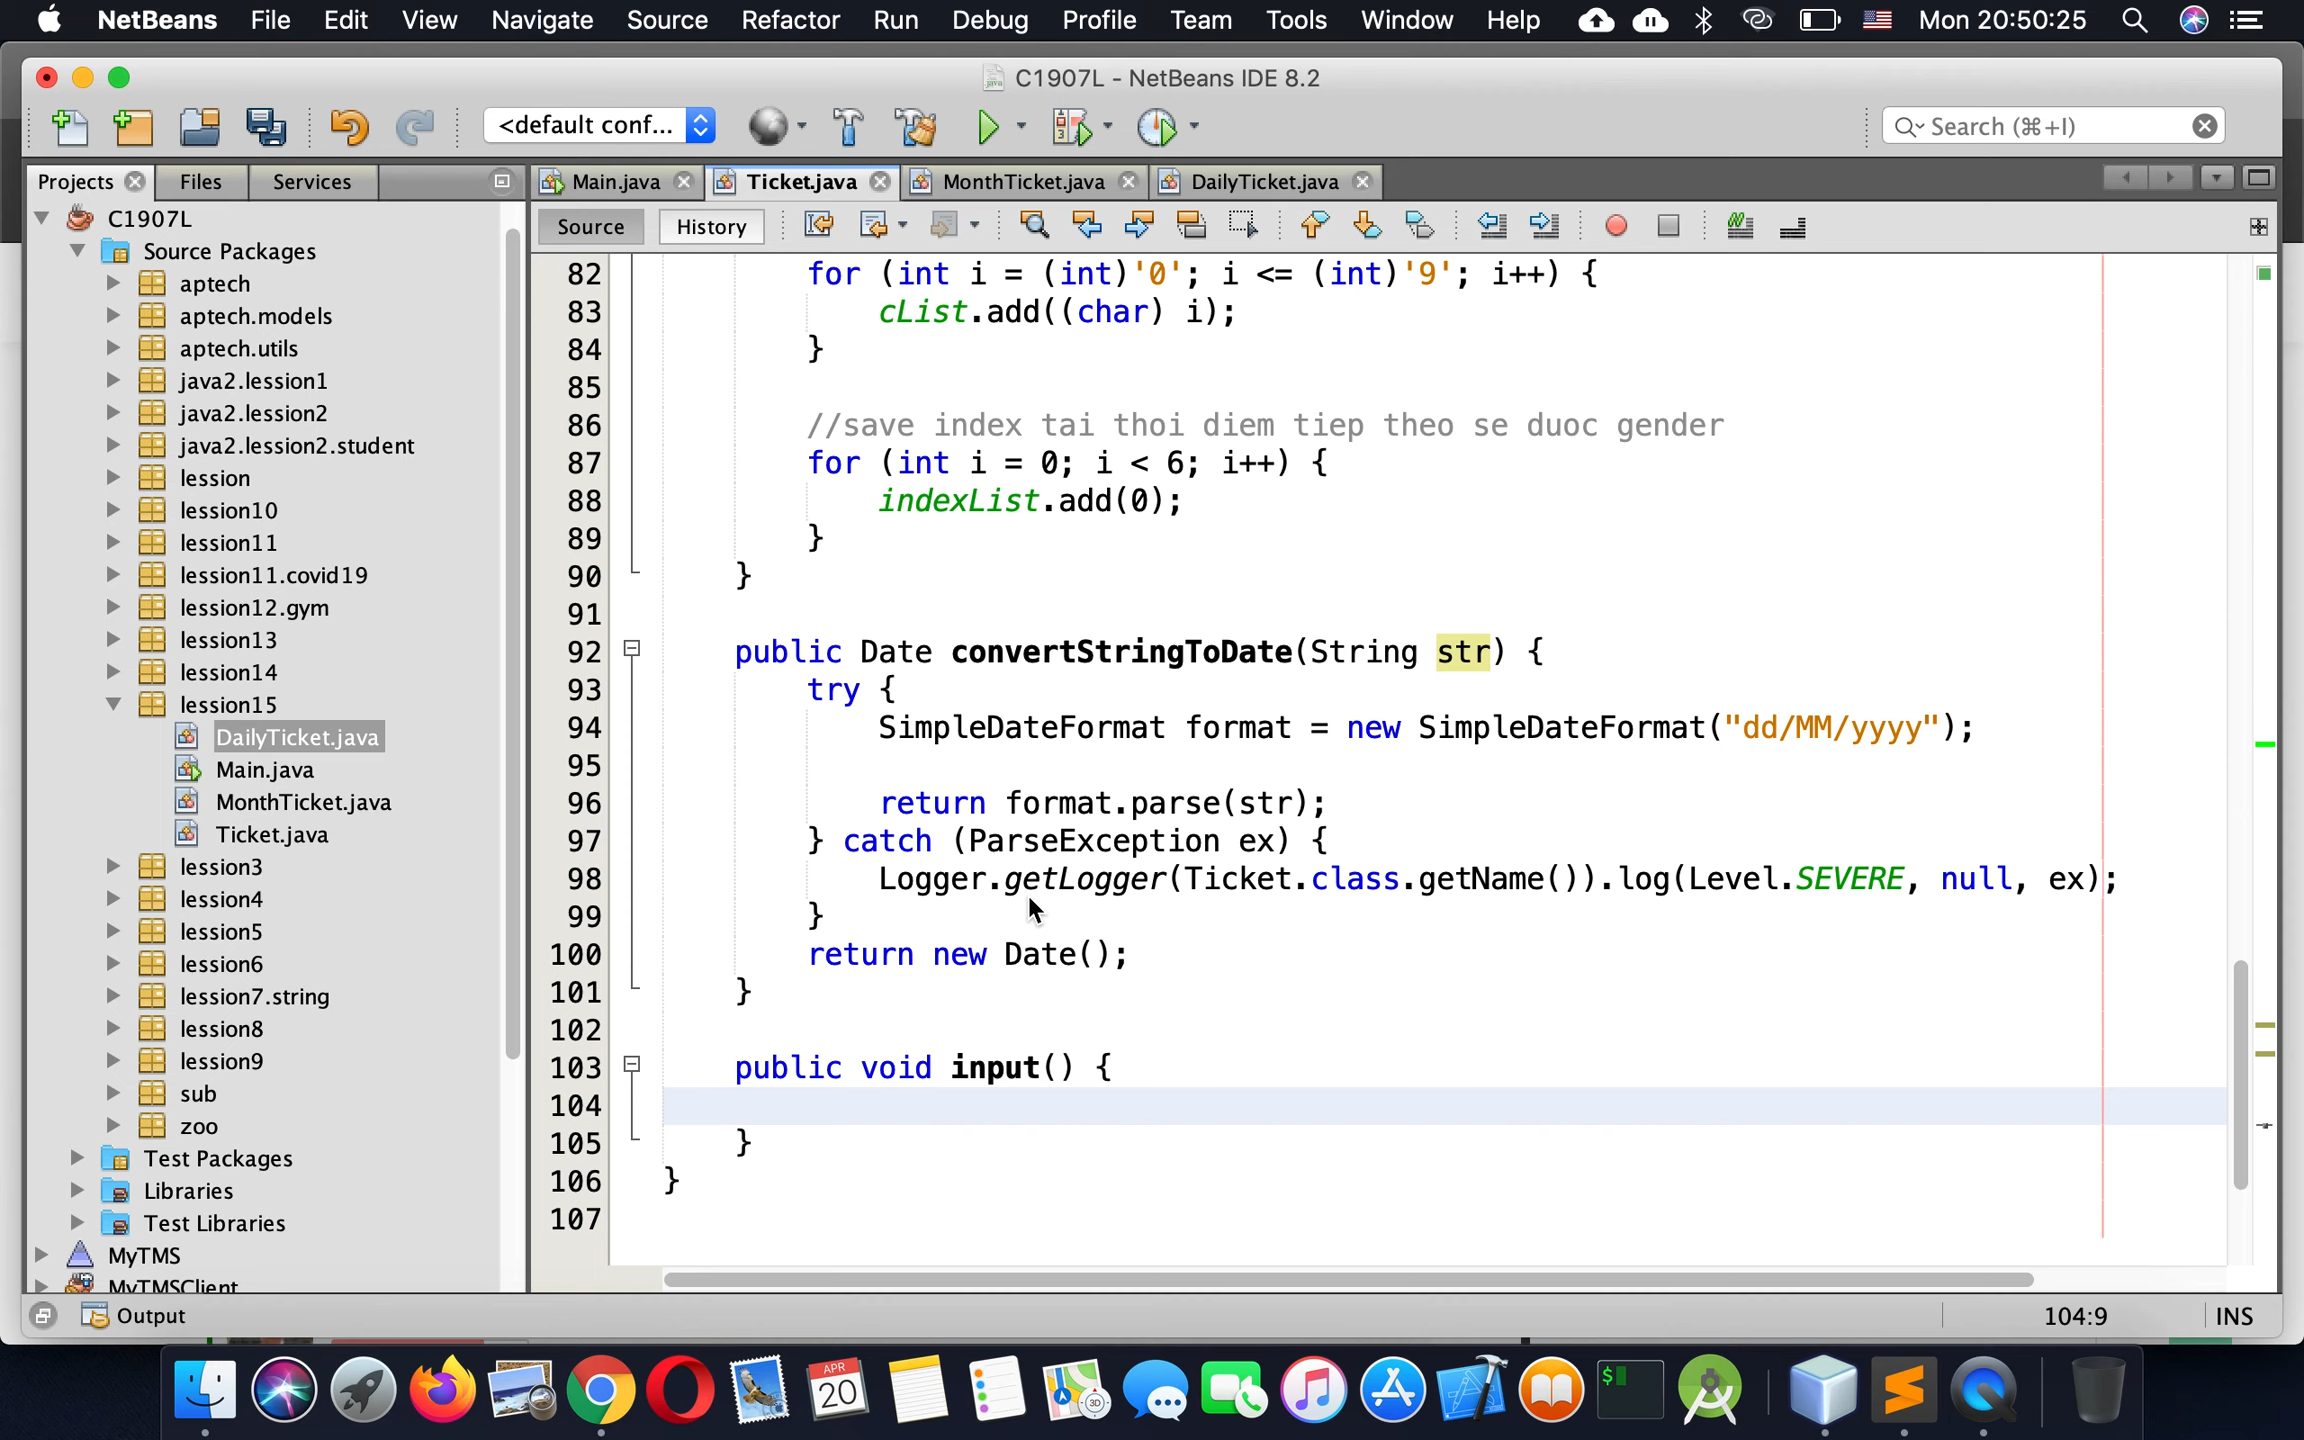 NetBeans File Edit View Navigate Source Refactor Run Debug Profile Team Tools Window Help Mon 20:50:25
C1907L - NetBeans IDE 8.2
<default conf... Search (⌘+I)
Projects Files Services Main.java Ticket.java MonthTicket.java DailyTicket.java
Source History
C1907L
Source Packages
aptech
aptech.models
aptech.utils
java2.lession1
java2.lession2
java2.lession2.student
lession
lession10
lession11
lession11.covid19
lession12.gym
lession13
lession14
lession15
DailyTicket.java
Main.java
MonthTicket.java
Ticket.java
lession3
lession4
lession5
lession6
lession7.string
lession8
lession9
sub
zoo
Test Packages
Libraries
Test Libraries
MyTMS
MyTMSClient
82 for (int i = (int)'0'; i <= (int)'9'; i++) {
83 cList.add((char) i);
84 }
85
86 //save index tai thoi diem tiep theo se duoc gender
87 for (int i = 0; i < 6; i++) {
88 indexList.add(0);
89 }
90 }
91
92 public Date convertStringToDate(String str) {
93 try {
94 SimpleDateFormat format = new SimpleDateFormat("dd/MM/yyyy");
95
96 return format.parse(str);
97 } catch (ParseException ex) {
98 Logger.getLogger(Ticket.class.getName()).log(Level.SEVERE, null, ex);
99 }
100 return new Date();
101 }
102
103 public void input() {
104
105 }
106 }
107
Output 104:9 INS
APR
20
3D
$